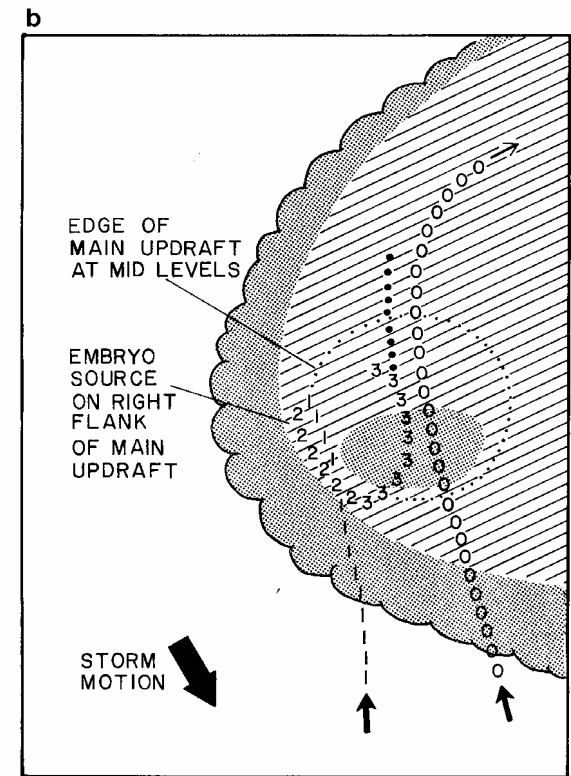 b
EDGE OF
MAIN UPDRAFT
AT MID LEVELS
EMBRYO
SOURCE
ON RIGHT
FLANK
OF MAIN
UPDRAFT
STORM
MOTION